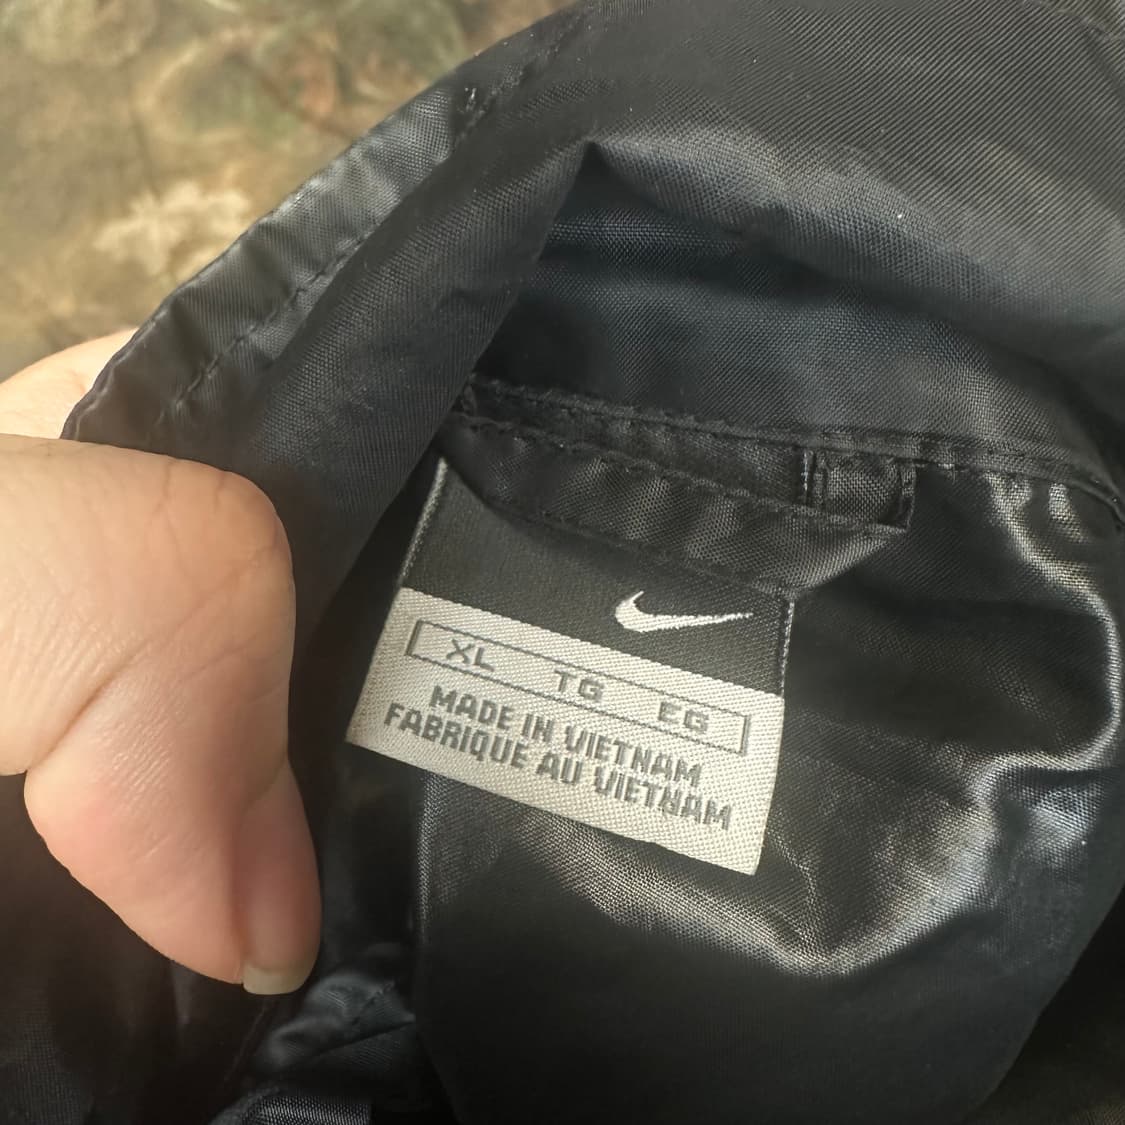 XL TG EG
MADE IN VIETNAM
FABRIQUE AU VIETNAM